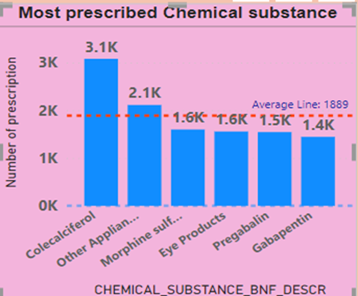 Most prescribed Chemical substance
3.1K
3K
2.1K
Average Line: 1889
2K
1.6K
1.6K
1.5K
1.4K
1K
0K
Number of prescription
Colecalciferol
Other Applian...
Morphine sulf...
Eye Products
Pregabalin
Gabapentin
CHEMICAL_SUBSTANCE_BNF_DESCR